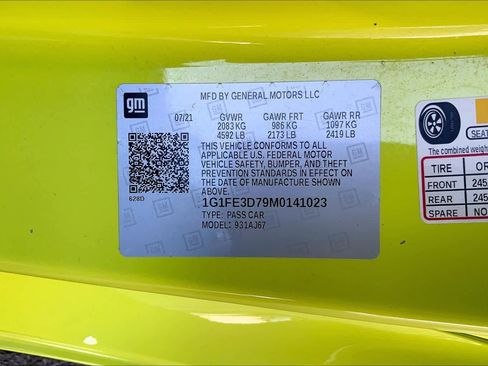 gm
MFD BY GENERAL MOTORS LLC
07/21 GVWR GAWR FRT GAWR RR
2083 KG 986 KG 1097 KG
4592 LB 2173 LB 2419 LB
THIS VEHICLE CONFORMS TO ALL
APPLICABLE U.S. FEDERAL MOTOR
VEHICLE SAFETY, BUMPER, AND THEFT
PREVENTION STANDARDS IN EFFECT ON
THE DATE OF MANUFACTURE SHOWN
ABOVE.
628D
1G1FE3D79M0141023
TYPE: PASS CAR
MODEL: 931AJ67
The combined weight
TIRE OR
FRONT 245
REAR 245
SPARE NO